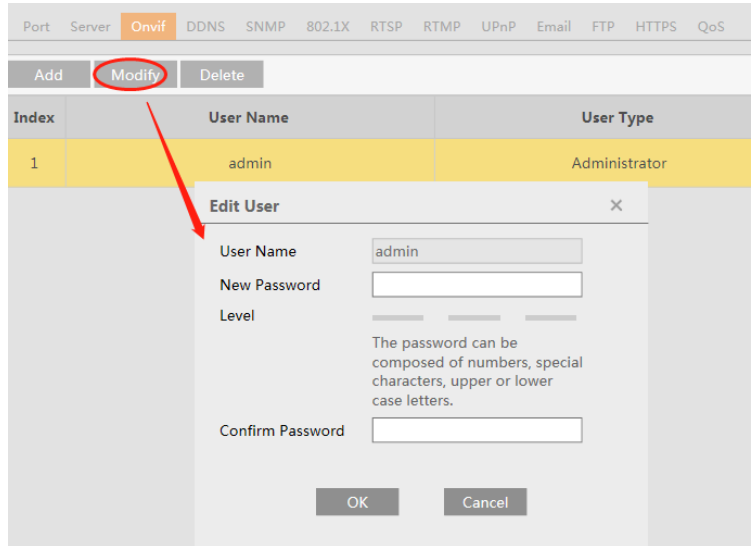 Port Server Onvif DDNS SNMP 802.1X RTSP RTMP UPnP Email FTP HTTPS QoS
Add Modify Delete
Index User Name User Type
1 admin Administrator
Edit User ×
User Name admin
New Password
Level
The password can be
composed of numbers, special
characters, upper or lower
case letters.
Confirm Password
OK Cancel